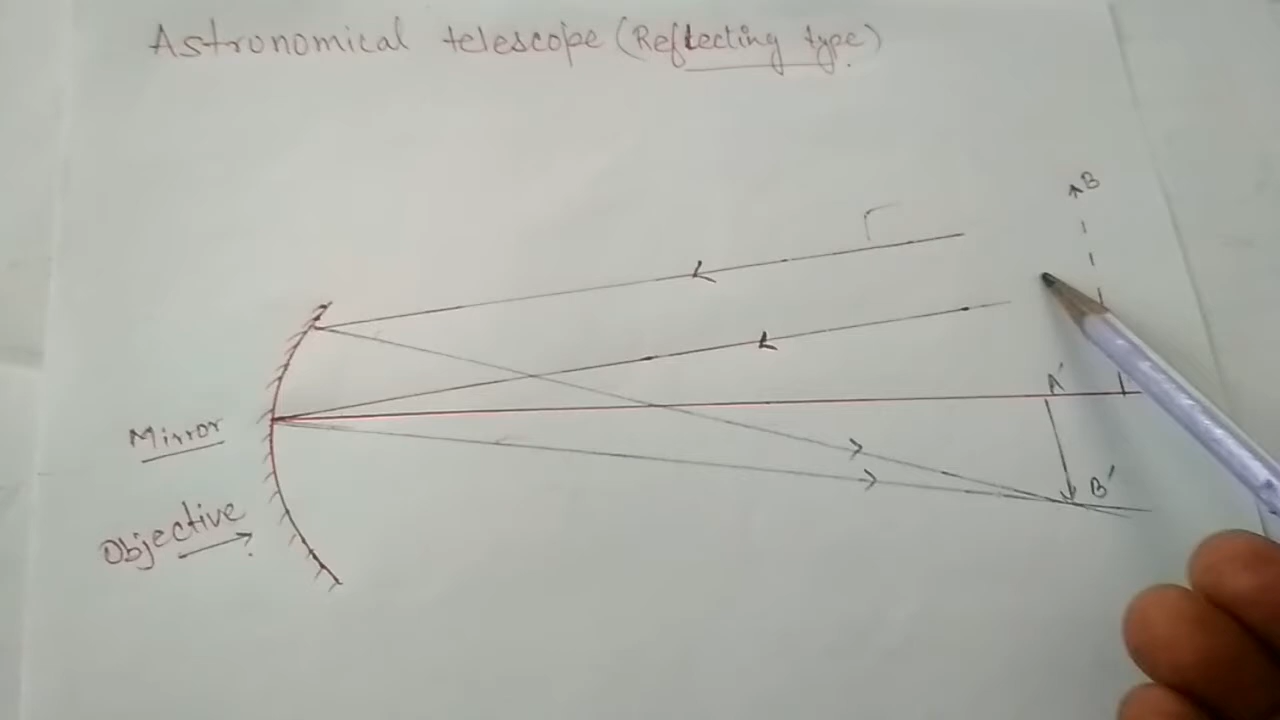 Astronomical telescope (Reflecting type)
B
A'
Mirror
B'
Objective